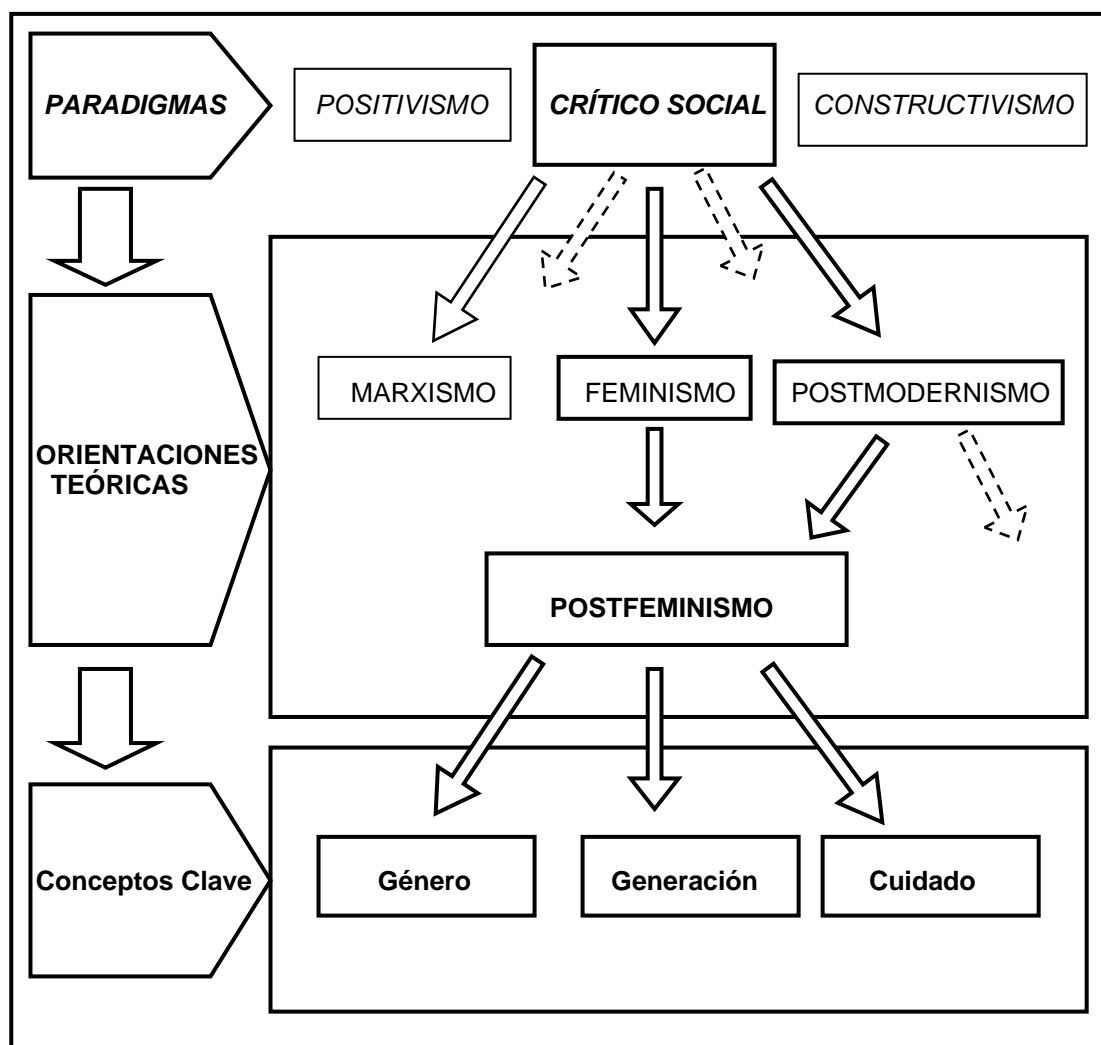 PARADIGMAS
POSITIVISMO
CRÍTICO SOCIAL
CONSTRUCTIVISMO
ORIENTACIONES
TEÓRICAS
MARXISMO
FEMINISMO
POSTMODERNISMO
POSTFEMINISMO
Conceptos Clave
Género
Generación
Cuidado